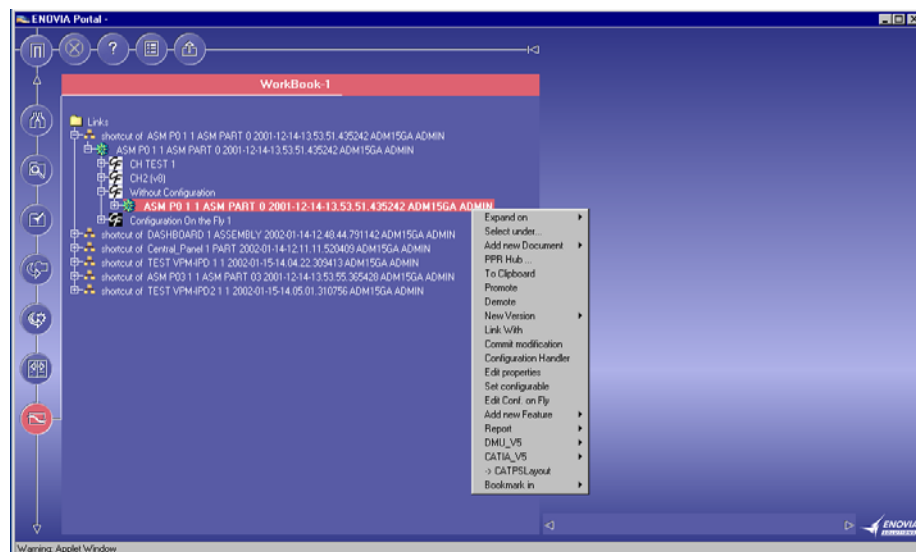 ENOVIA Portal -
?
WorkBook-1
Links
shortcut of ASM P0 1 1 ASM PART 0 2001-12-14-13.53.51.435242 ADM15GA ADMIN
ASM P0 1 1 ASM PART 0 2001-12-14-13.53.51.435242 ADM15GA ADMIN
CH TEST 1
CH2 (v8)
Without Configuration
ASM P0 1 1 ASM PART 0 2001-12-14-13.53.51.435242 ADM15GA ADMIN
Configuration On the Fly 1
shortcut of DASHBOARD 1 ASSEMBLY 2002-01-14-12.48.44.791142 ADM15GA ADMIN
shortcut of Central_Panel 1 PART 2002-01-14-12.11.11.520409 ADM15GA ADMIN
shortcut of TEST VPM-IPD 1 1 2002-01-15-14.04.22.309413 ADM15GA ADMIN
shortcut of ASM P03 1 1 ASM PART 03 2001-12-14-13.53.55.365428 ADM15GA ADMIN
shortcut of TEST VPM-IPD2 1 1 2002-01-15-14.05.01.310756 ADM15GA ADMIN
Expand on
Select under...
Add new Document
PPR Hub ...
To Clipboard
Promote
Demote
New Version
Link With
Commit modification
Configuration Handler
Edit properties
Set configurable
Edit Conf. on Fly
Add new Feature
Report
DMU_V5
CATIA_V5
-> CATPSLayout
Bookmark in
ENOVIA
SOLUTIONS
Warning: Applet Window